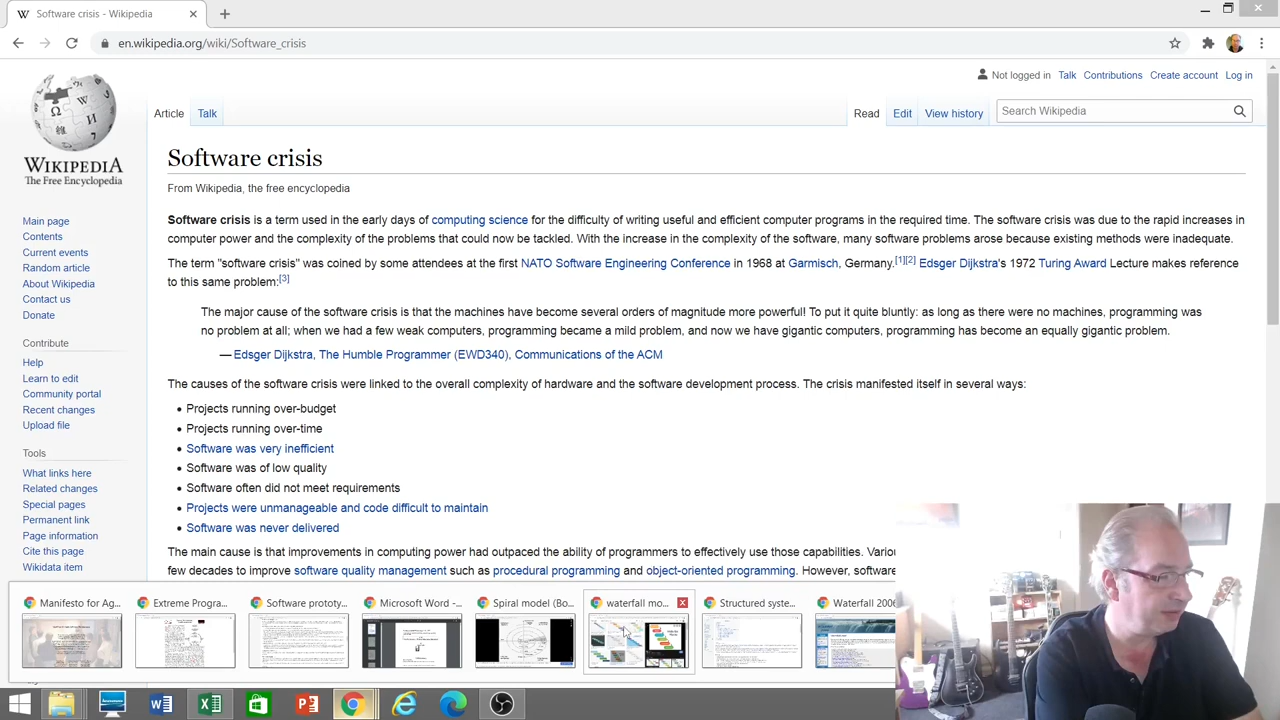 Software crisis - Wikipedia
en.wikipedia.org/wiki/Software_crisis
Not logged in Talk Contributions Create account Log in
Article Talk Read Edit View history Search Wikipedia
WIKIPEDIA
The Free Encyclopedia
Main page
Contents
Current events
Random article
About Wikipedia
Contact us
Donate
Contribute
Help
Learn to edit
Community portal
Recent changes
Upload file
Tools
What links here
Related changes
Special pages
Permanent link
Page information
Cite this page
Wikidata item
Software crisis
From Wikipedia, the free encyclopedia
Software crisis is a term used in the early days of computing science for the difficulty of writing useful and efficient computer programs in the required time. The software crisis was due to the rapid increases in
computer power and the complexity of the problems that could now be tackled. With the increase in the complexity of the software, many software problems arose because existing methods were inadequate.
The term "software crisis" was coined by some attendees at the first NATO Software Engineering Conference in 1968 at Garmisch, Germany.[1][2] Edsger Dijkstra's 1972 Turing Award Lecture makes reference
to this same problem:[3]
The major cause of the software crisis is that the machines have become several orders of magnitude more powerful! To put it quite bluntly: as long as there were no machines, programming was
no problem at all; when we had a few weak computers, programming became a mild problem, and now we have gigantic computers, programming has become an equally gigantic problem.
— Edsger Dijkstra, The Humble Programmer (EWD340), Communications of the ACM
The causes of the software crisis were linked to the overall complexity of hardware and the software development process. The crisis manifested itself in several ways:
• Projects running over-budget
• Projects running over-time
• Software was very inefficient
• Software was of low quality
• Software often did not meet requirements
• Projects were unmanageable and code difficult to maintain
• Software was never delivered
The main cause is that improvements in computing power had outpaced the ability of programmers to effectively use those capabilities. Variou
few decades to improve software quality management such as procedural programming and object-oriented programming. However, software
Manifesto for Ag... Extreme Progra... Software prototy... Microsoft Word -... Spiral model (Bo... waterfall mo... Structured syste... Waterfall 2006